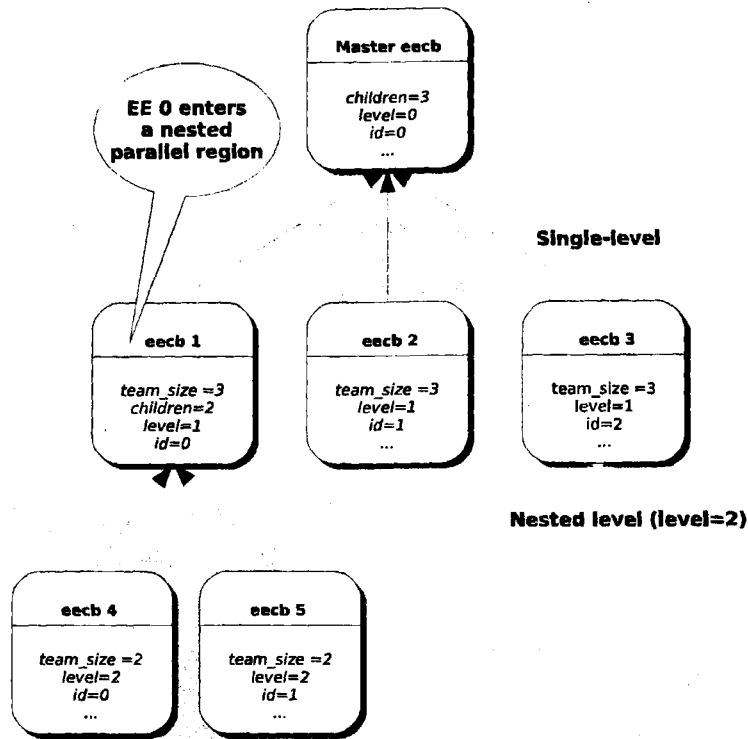 Master eecb
children=3
level=0
id=0
...
EE 0 enters
a nested
parallel region
Single-level
eecb 1
team_size =3
children=2
level=1
id=0
eecb 2
team_size =3
level=1
id=1
...
eecb 3
team_size =3
level=1
id=2
...
Nested level (level=2)
eecb 4
team_size =2
level=2
id=0
...
eecb 5
team_size =2
level=2
id=1
...